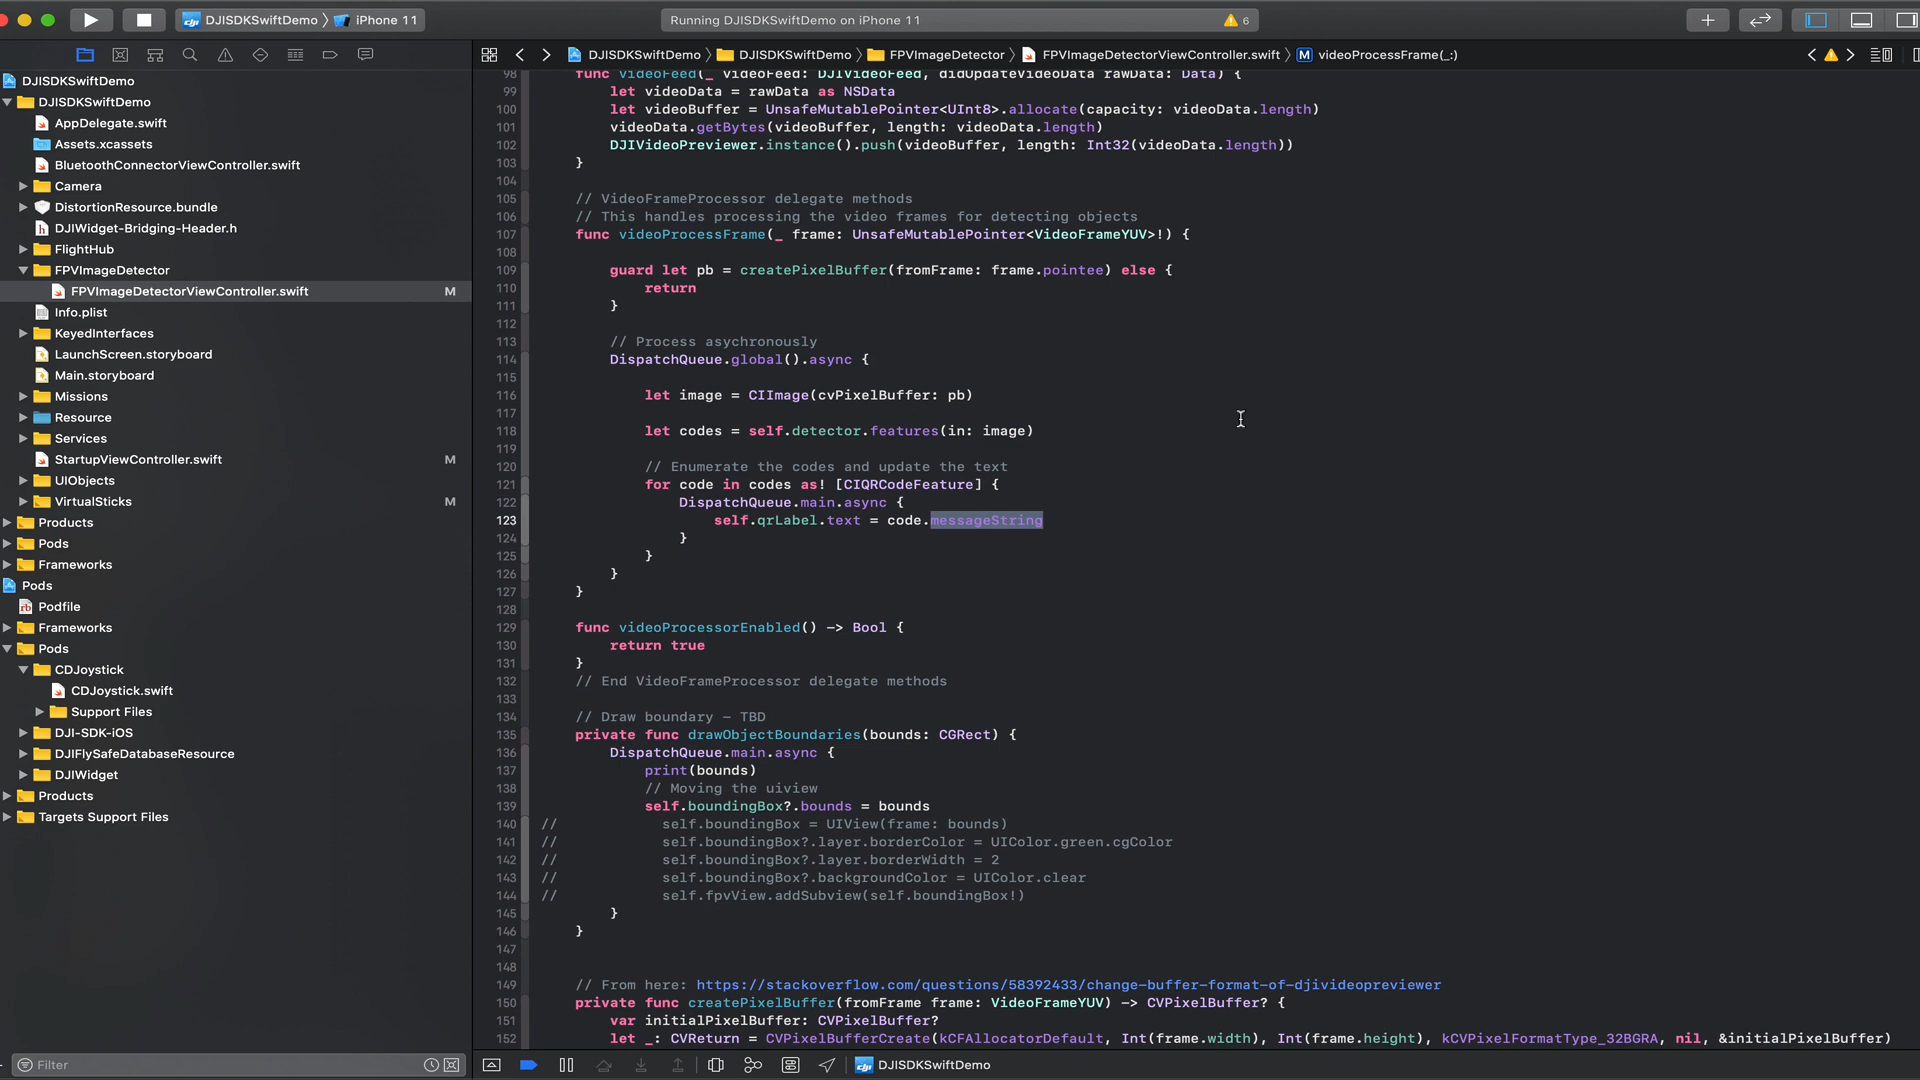 DJISDKSwiftDemo
iPhone 11
Running DJISDKSwiftDemo on iPhone 11
6
DJISDKSwiftDemo
DJISDKSwiftDemo
FPVImageDetector
FPVImageDetectorViewController.swift
M
videoProcessFrame(_:)
DJISDKSwiftDemo
DJISDKSwiftDemo
AppDelegate.swift
Assets.xcassets
BluetoothConnectorViewController.swift
Camera
DistortionResource.bundle
h DJIWidget-Bridging-Header.h
FlightHub
FPVImageDetector
FPVImageDetectorViewController.swift M
Info.plist
KeyedInterfaces
LaunchScreen.storyboard
Main.storyboard
Missions
Resource
Services
StartupViewController.swift M
UIObjects
VirtualSticks M
Products
Pods
Frameworks
Pods
rb Podfile
Frameworks
Pods
CDJoystick
CDJoystick.swift
Support Files
DJI-SDK-iOS
DJIFlySafeDatabaseResource
DJIWidget
Products
Targets Support Files
Filter
98 func videoFeed(_ videoFeed: DJIVideoFeed, didUpdateVideoData rawData: Data) {
99 let videoData = rawData as NSData
100 let videoBuffer = UnsafeMutablePointer<UInt8>.allocate(capacity: videoData.length)
101 videoData.getBytes(videoBuffer, length: videoData.length)
102 DJIVideoPreviewer.instance().push(videoBuffer, length: Int32(videoData.length))
103 }
104
105 // VideoFrameProcessor delegate methods
106 // This handles processing the video frames for detecting objects
107 func videoProcessFrame(_ frame: UnsafeMutablePointer<VideoFrameYUV>!) {
108
109 guard let pb = createPixelBuffer(fromFrame: frame.pointee) else {
110 return
111 }
112
113 // Process asychronously
114 DispatchQueue.global().async {
115
116 let image = CIImage(cvPixelBuffer: pb)
117
118 let codes = self.detector.features(in: image)
119
120 // Enumerate the codes and update the text
121 for code in codes as! [CIQRCodeFeature] {
122 DispatchQueue.main.async {
123 self.qrLabel.text = code.messageString
124 }
125 }
126 }
127 }
128
129 func videoProcessorEnabled() -> Bool {
130 return true
131 }
132 // End VideoFrameProcessor delegate methods
133
134 // Draw boundary - TBD
135 private func drawObjectBoundaries(bounds: CGRect) {
136 DispatchQueue.main.async {
137 print(bounds)
138 // Moving the uiview
139 self.boundingBox?.bounds = bounds
140 // self.boundingBox = UIView(frame: bounds)
141 // self.boundingBox?.layer.borderColor = UIColor.green.cgColor
142 // self.boundingBox?.layer.borderWidth = 2
143 // self.boundingBox?.backgroundColor = UIColor.clear
144 // self.fpvView.addSubview(self.boundingBox!)
145 }
146 }
147
148
149 // From here: https://stackoverflow.com/questions/58392433/change-buffer-format-of-djivideopreviewer
150 private func createPixelBuffer(fromFrame frame: VideoFrameYUV) -> CVPixelBuffer? {
151 var initialPixelBuffer: CVPixelBuffer?
152 let _: CVReturn = CVPixelBufferCreate(kCFAllocatorDefault, Int(frame.width), Int(frame.height), kCVPixelFormatType_32BGRA, nil, &initialPixelBuffer)
DJISDKSwiftDemo